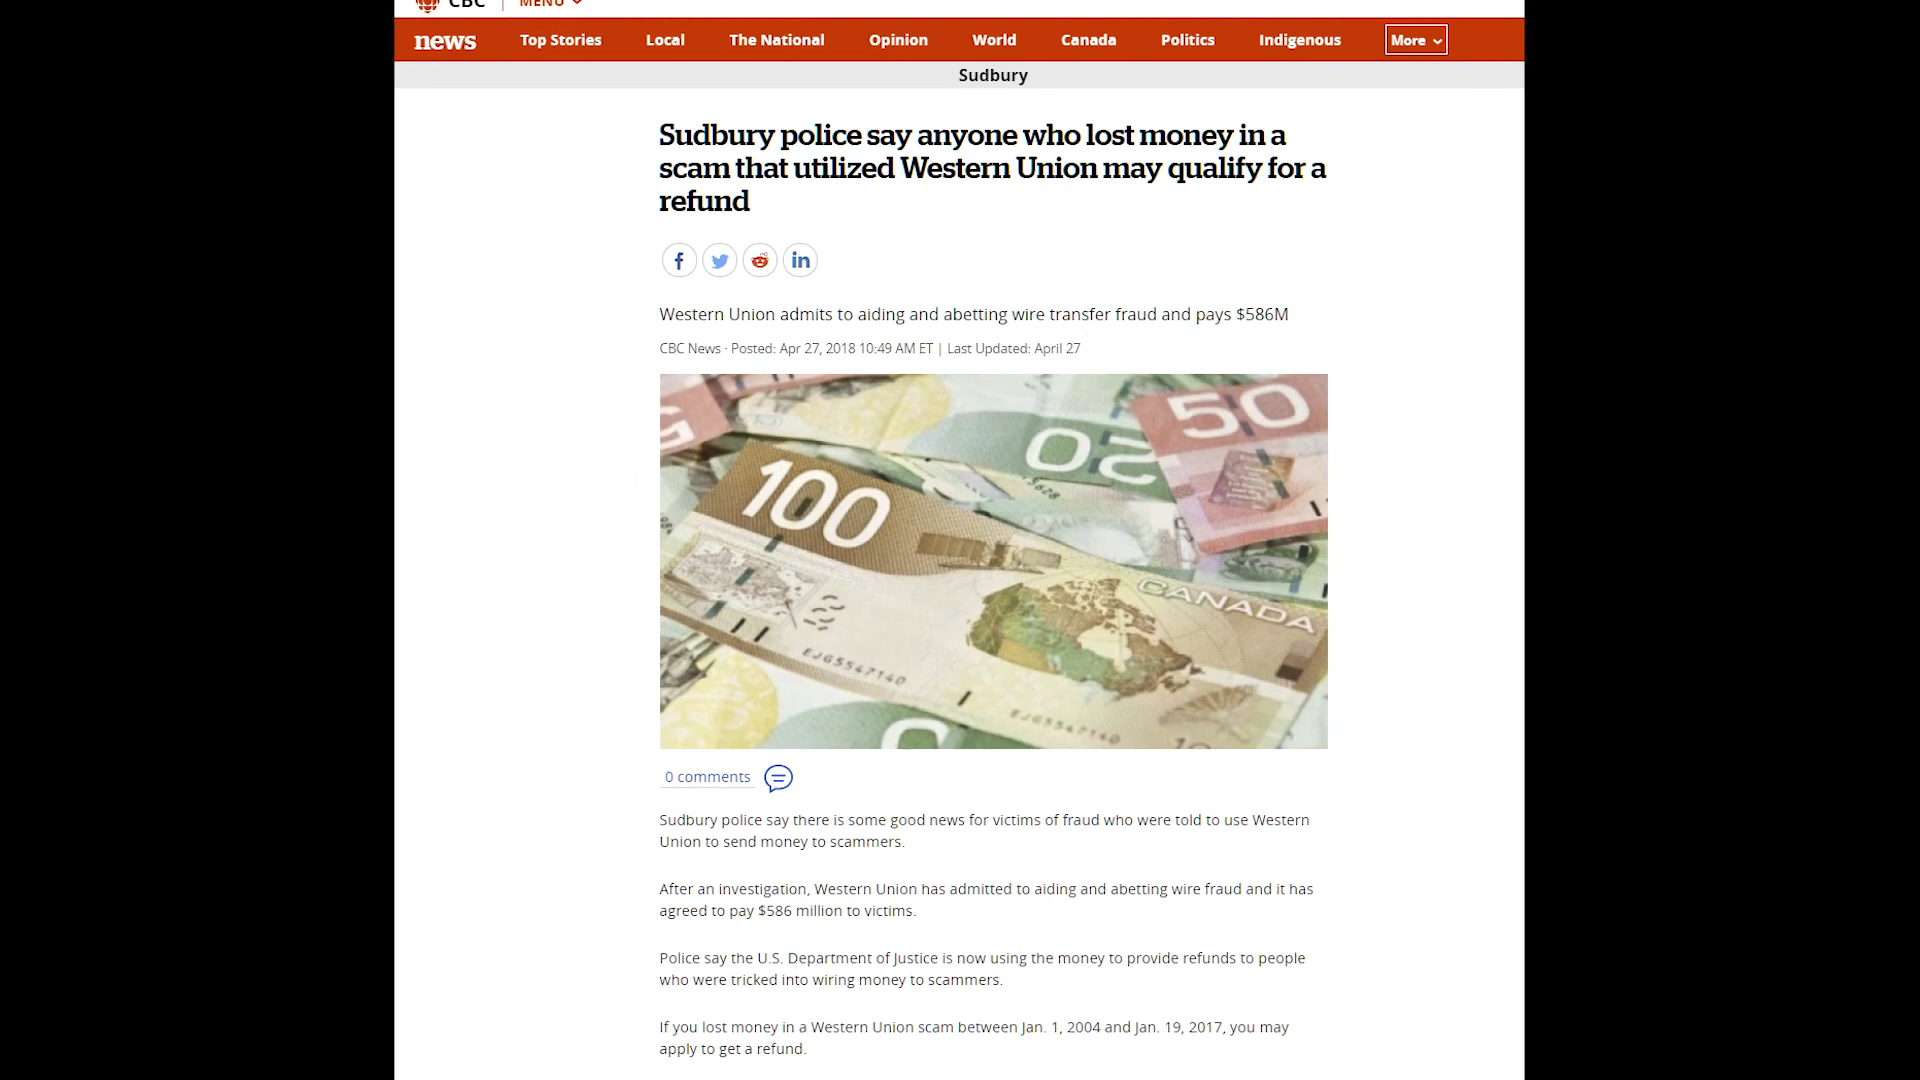 CBC MENU
news Top Stories Local The National Opinion World Canada Politics Indigenous More
Sudbury
Sudbury police say anyone who lost money in a
scam that utilized Western Union may qualify for a
refund
Western Union admits to aiding and abetting wire transfer fraud and pays $586M
CBC News · Posted: Apr 27, 2018 10:49 AM ET | Last Updated: April 27
50
20
100
CANADA
EJG5547140
EJG5547140
0 comments
Sudbury police say there is some good news for victims of fraud who were told to use Western
Union to send money to scammers.
After an investigation, Western Union has admitted to aiding and abetting wire fraud and it has
agreed to pay $586 million to victims.
Police say the U.S. Department of Justice is now using the money to provide refunds to people
who were tricked into wiring money to scammers.
If you lost money in a Western Union scam between Jan. 1, 2004 and Jan. 19, 2017, you may
apply to get a refund.